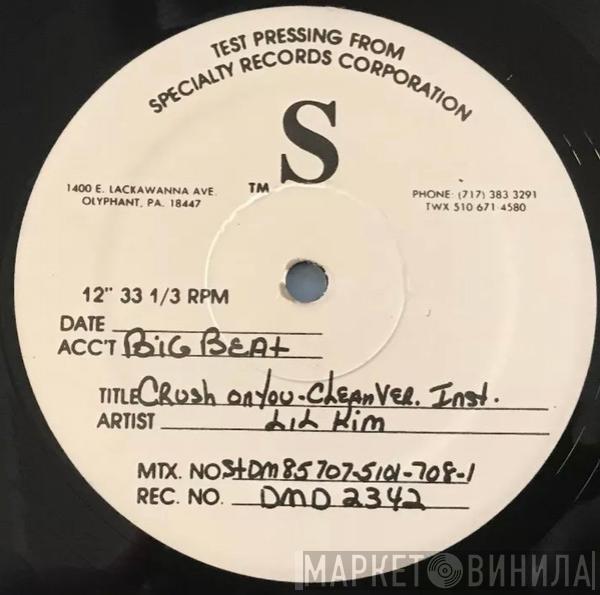 TEST PRESSING FROM
SPECIALTY RECORDS CORPORATION
S
TM
1400 E. LACKAWANNA AVE.
OLYPHANT, PA. 18447
PHONE: (717) 383 3291
TWX 510 671 4580
12" 33 1/3 RPM
DATE
ACC'T BiG BEAt
TITLE CRush on You - CLEAN VER. Inst.
ARTIST LiL Kim
MTX. NO. StDM85707-5101-708-1
REC. NO. DMD 2342
МАРКЕТ ВИНИЛА